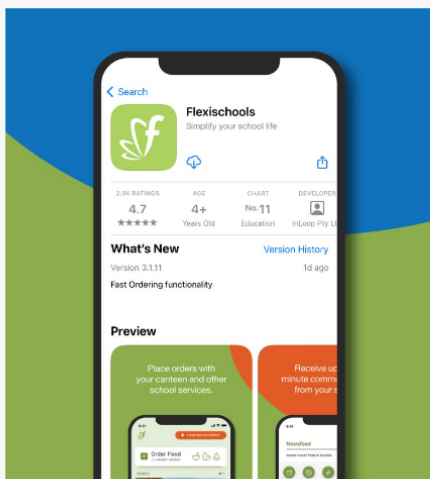 Search
Flexischools
Simplify your school life
2.9K RATINGS
AGE
CHART
DEVELOPER
4.7
4+
No.11
Years Old
Education
InLoop Pty
What's New
Version History
Version 3.1.11
1d ago
Fast Ordering functionality
Preview
Place orders with
your canteen and other
school services.
Receive up
minute
from your
Order Food
Newsfeed